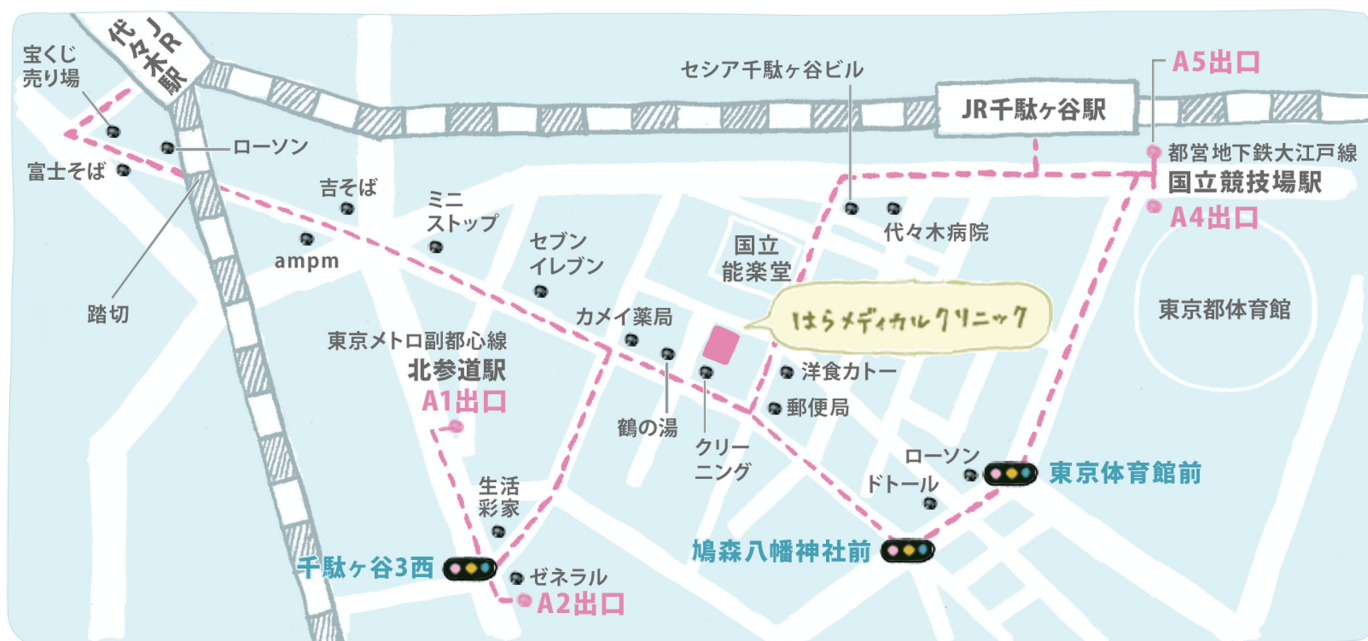 JR
代々木駅
宝くじ
売り場
ローソン
富士そば
踏切
吉そば
ampm
ミニ
ストップ
セブン
イレブン
カメイ薬局
鶴の湯
クリー
ニング
東京メトロ副都心線
北参道駅
A1出口
生活
彩家
千駄ヶ谷3西
ゼネラル
A2出口
セシア千駄ヶ谷ビル
JR千駄ヶ谷駅
A5出口
都営地下鉄大江戸線
国立競技場駅
A4出口
代々木病院
国立
能楽堂
はらメディカルクリニック
東京都体育館
洋食カトー
郵便局
ローソン
ドトール
東京体育館前
鳩森八幡神社前